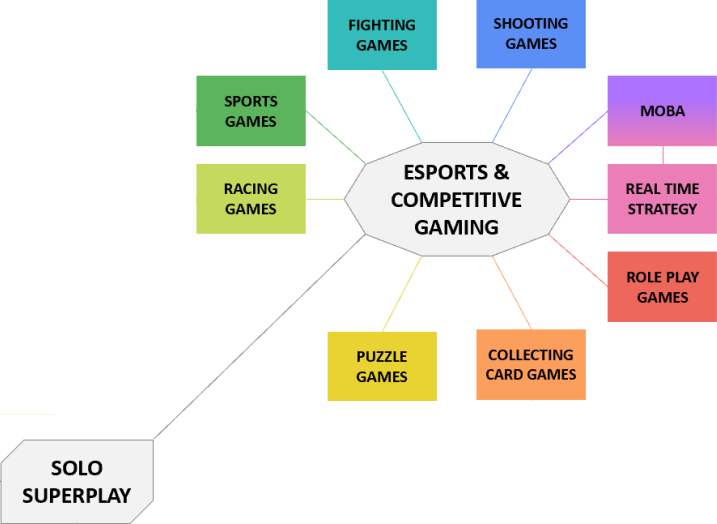 FIGHTING
GAMES
SHOOTING
GAMES
SPORTS
GAMES
MOBA
ESPORTS &
COMPETITIVE
GAMING
RACING
GAMES
REAL TIME
STRATEGY
ROLE PLAY
GAMES
PUZZLE
GAMES
COLLECTING
CARD GAMES
SOLO
SUPERPLAY